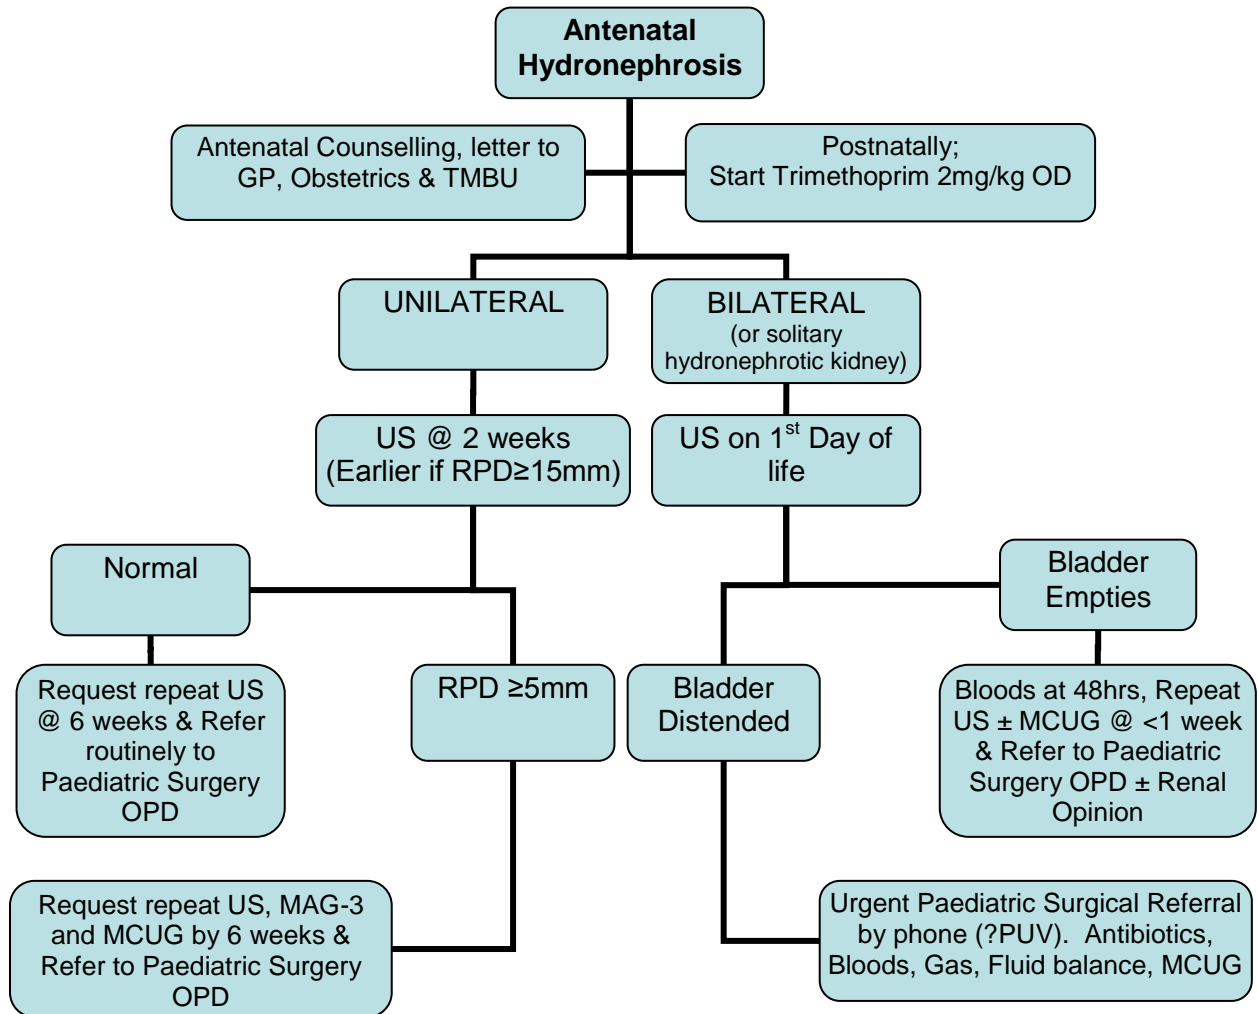 Antenatal
Hydronephrosis
Antenatal Counselling, letter to
GP, Obstetrics & TMBU
Postnatally;
Start Trimethoprim 2mg/kg OD
UNILATERAL
BILATERAL
(or solitary
hydronephrotic kidney)
US @ 2 weeks
(Earlier if RPD≥15mm)
US on 1st Day of
life
Normal
Bladder
Empties
Request repeat US
@ 6 weeks & Refer
routinely to
Paediatric Surgery
OPD
RPD ≥5mm
Bladder
Distended
Bloods at 48hrs, Repeat
US ± MCUG @ <1 week
& Refer to Paediatric
Surgery OPD ± Renal
Opinion
Request repeat US, MAG-3
and MCUG by 6 weeks &
Refer to Paediatric Surgery
OPD
Urgent Paediatric Surgical Referral
by phone (?PUV).  Antibiotics,
Bloods, Gas, Fluid balance, MCUG